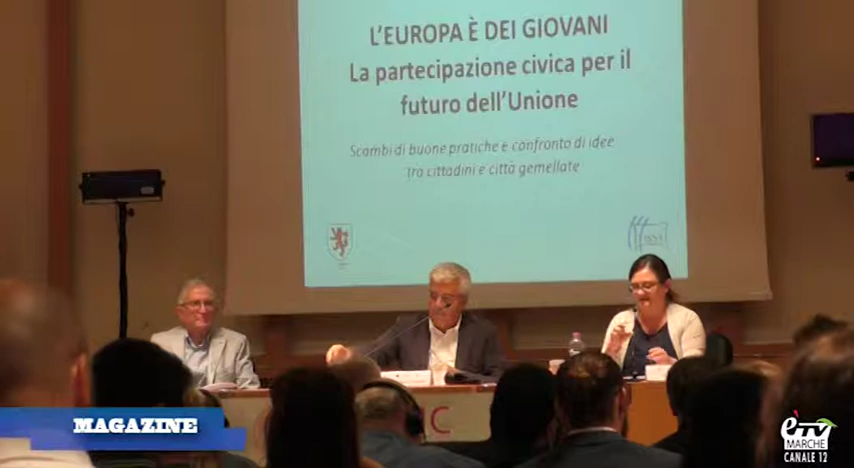 L'EUROPA È DEI GIOVANI
La partecipazione civica per il
futuro dell'Unione
Scambi di buone pratiche e confronto di idee
tra cittadini e città gemellate
MAGAZINE
èTV
MARCHE
CANALE 12